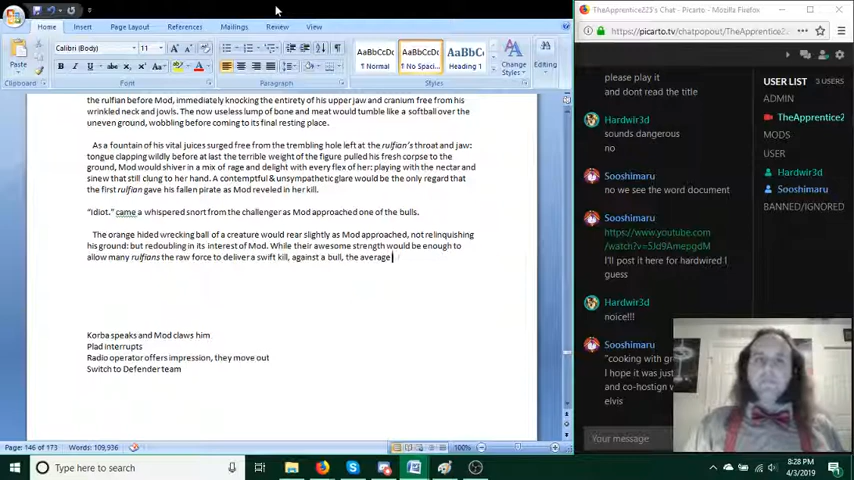 TheApprentice223's Chat - Picarto - Mozilla Firefox
https://picarto.tv/chatpopout/TheApprentice22
Home
Page Layout
References
Mailings
Review
View
Calibri (Body)
11
Paste
Clipboard
Font
Paragraph
AaBbCcDc
AaBbCcDc
AaBbCc
¶ Normal
¶ No Spaci...
Heading 1
Change
Styles
Styles
Editing
the rulfian before Mod, immediately knocking the entirety of his upper jaw and cranium free from his
wrinkled neck and jowls. The now useless lump of bone and meat would tumble like a softball over the
uneven ground, wobbling before coming to its final resting place.
As a fountain of his vital juices surged free from the trembling hole left at the rulfian's throat and jaw:
tongue clapping wildly before at last the terrible weight of the figure pulled his fresh corpse to the
ground, Mod would shiver in a mix of rage and delight with every flex of her: playing with the nectar and
sinew that still clung to her hand. A contemptful & unsympathetic glare would be the only regard that
the first rulfian gave his fallen pirate as Mod reveled in her kill.
"Idiot." came a whispered snort from the challenger as Mod approached one of the bulls.
The orange hided wrecking ball of a creature would rear slightly as Mod approached, not relinquishing
his ground: but redoubling in its interest of Mod. While their awesome strength would be enough to
allow many rulfians the raw force to deliver a swift kill, against a bull, the average
Korba speaks and Mod claws him
Plad interrupts
Radio operator offers impression, they move out
Switch to Defender team
Page: 146 of 173
Words: 109,936
100%
please play it
and dont read the title
Hardwir3d
sounds dangerous
no
Sooshimaru
no we see the word document
Sooshimaru
https://www.youtube.com
/watch?v=5Jd9AmepgdM
I'll post it here for hardwired I
guess
Hardwir3d
noice!!!
Sooshimaru
"cooking with gr
I hope it was just
and co-hostign w
elvis
Your message
USER LIST
3 USERS
ADMIN
TheApprentice2...
MODS
USER
Hardwir3d
Sooshimaru
BANNED/IGNORED
Type here to search
8:28 PM
4/3/2019